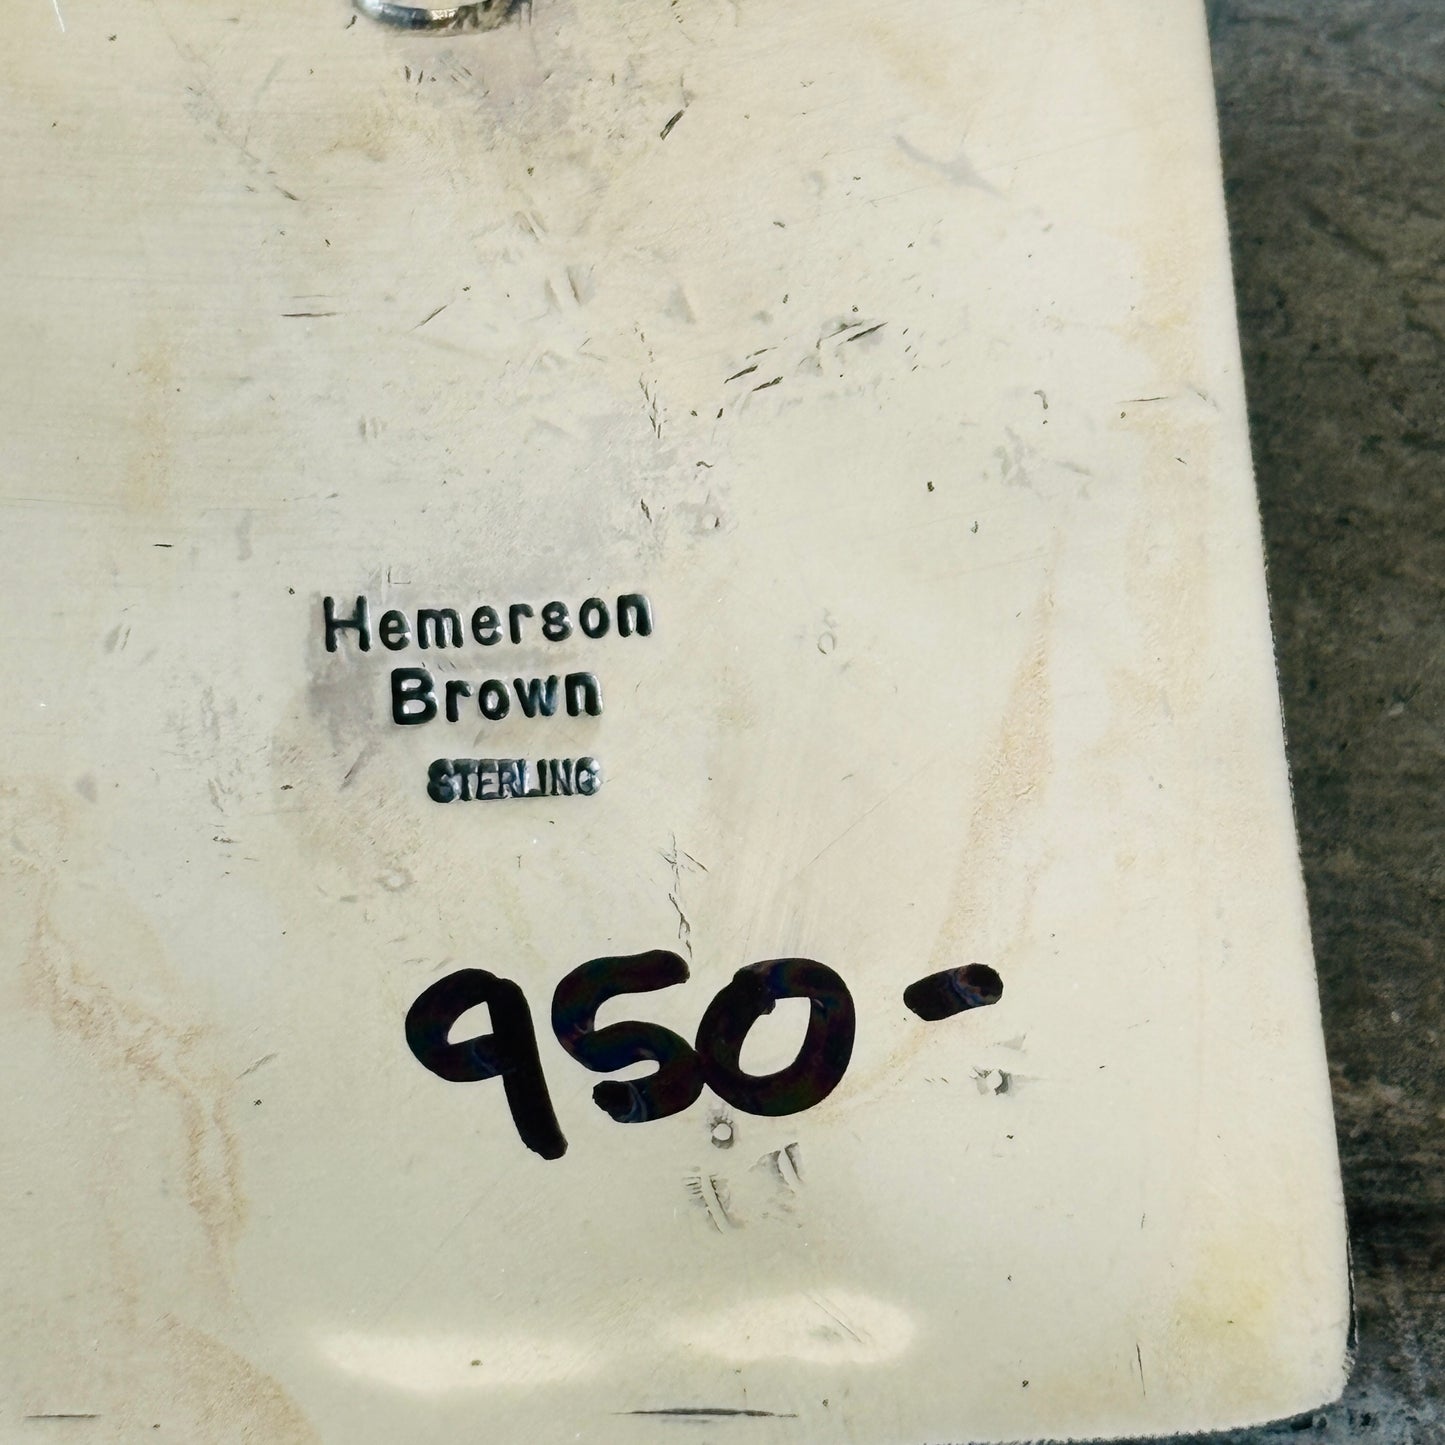 Hemerson
Brown
STERLING
950-